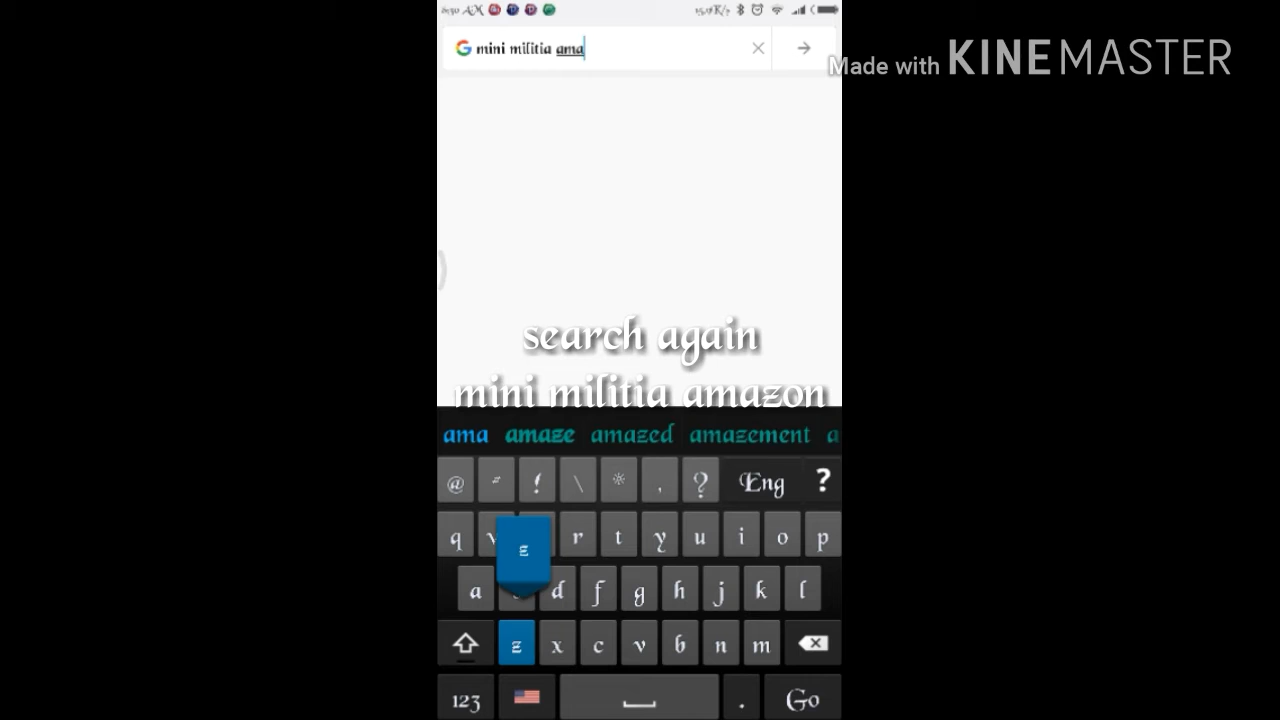 mini militia ama
Made with KINEMASTER
search again
mini militia amazon
ama amaze amazed amazement a
@ ! \ * , ? Eng ?
q r t y u i o p
z
a d f g h j k l
z x c v b n m
123 . Go